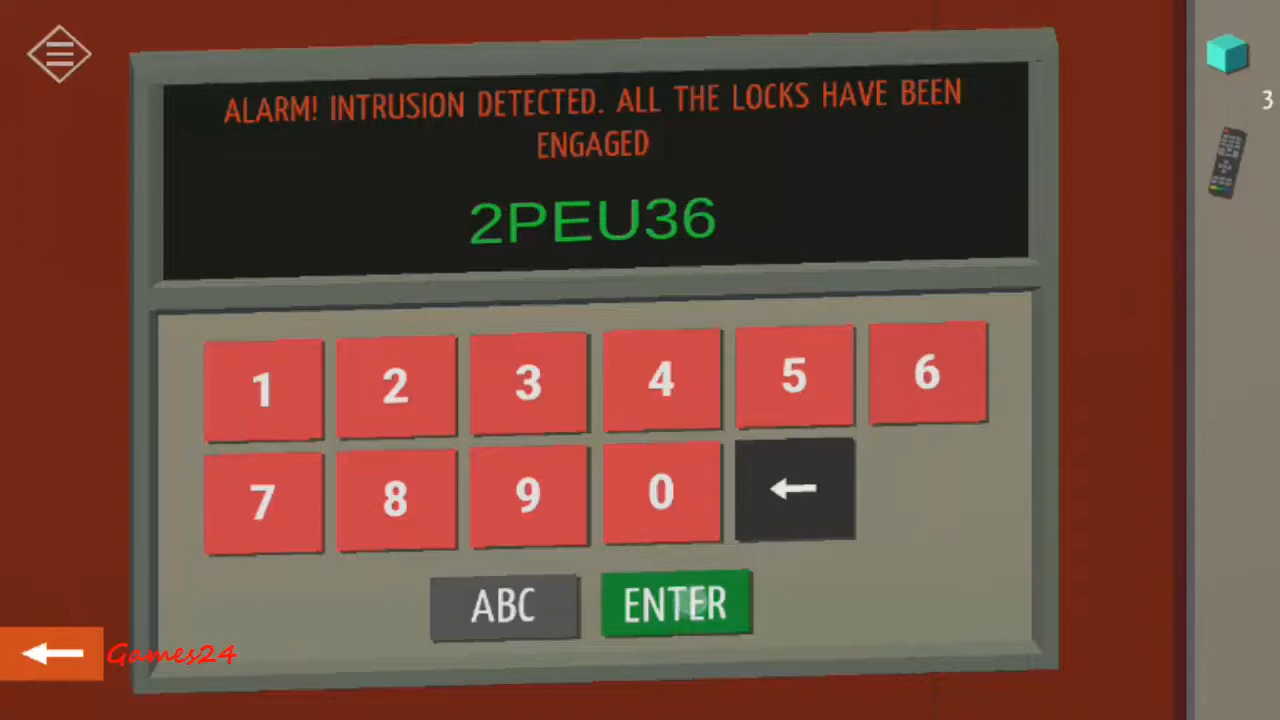 ALARM! INTRUSION DETECTED. ALL THE LOCKS HAVE BEEN
ENGAGED
2PEU36
3
1 2 3 4 5 6
7 8 9 0
ABC ENTER
Games24